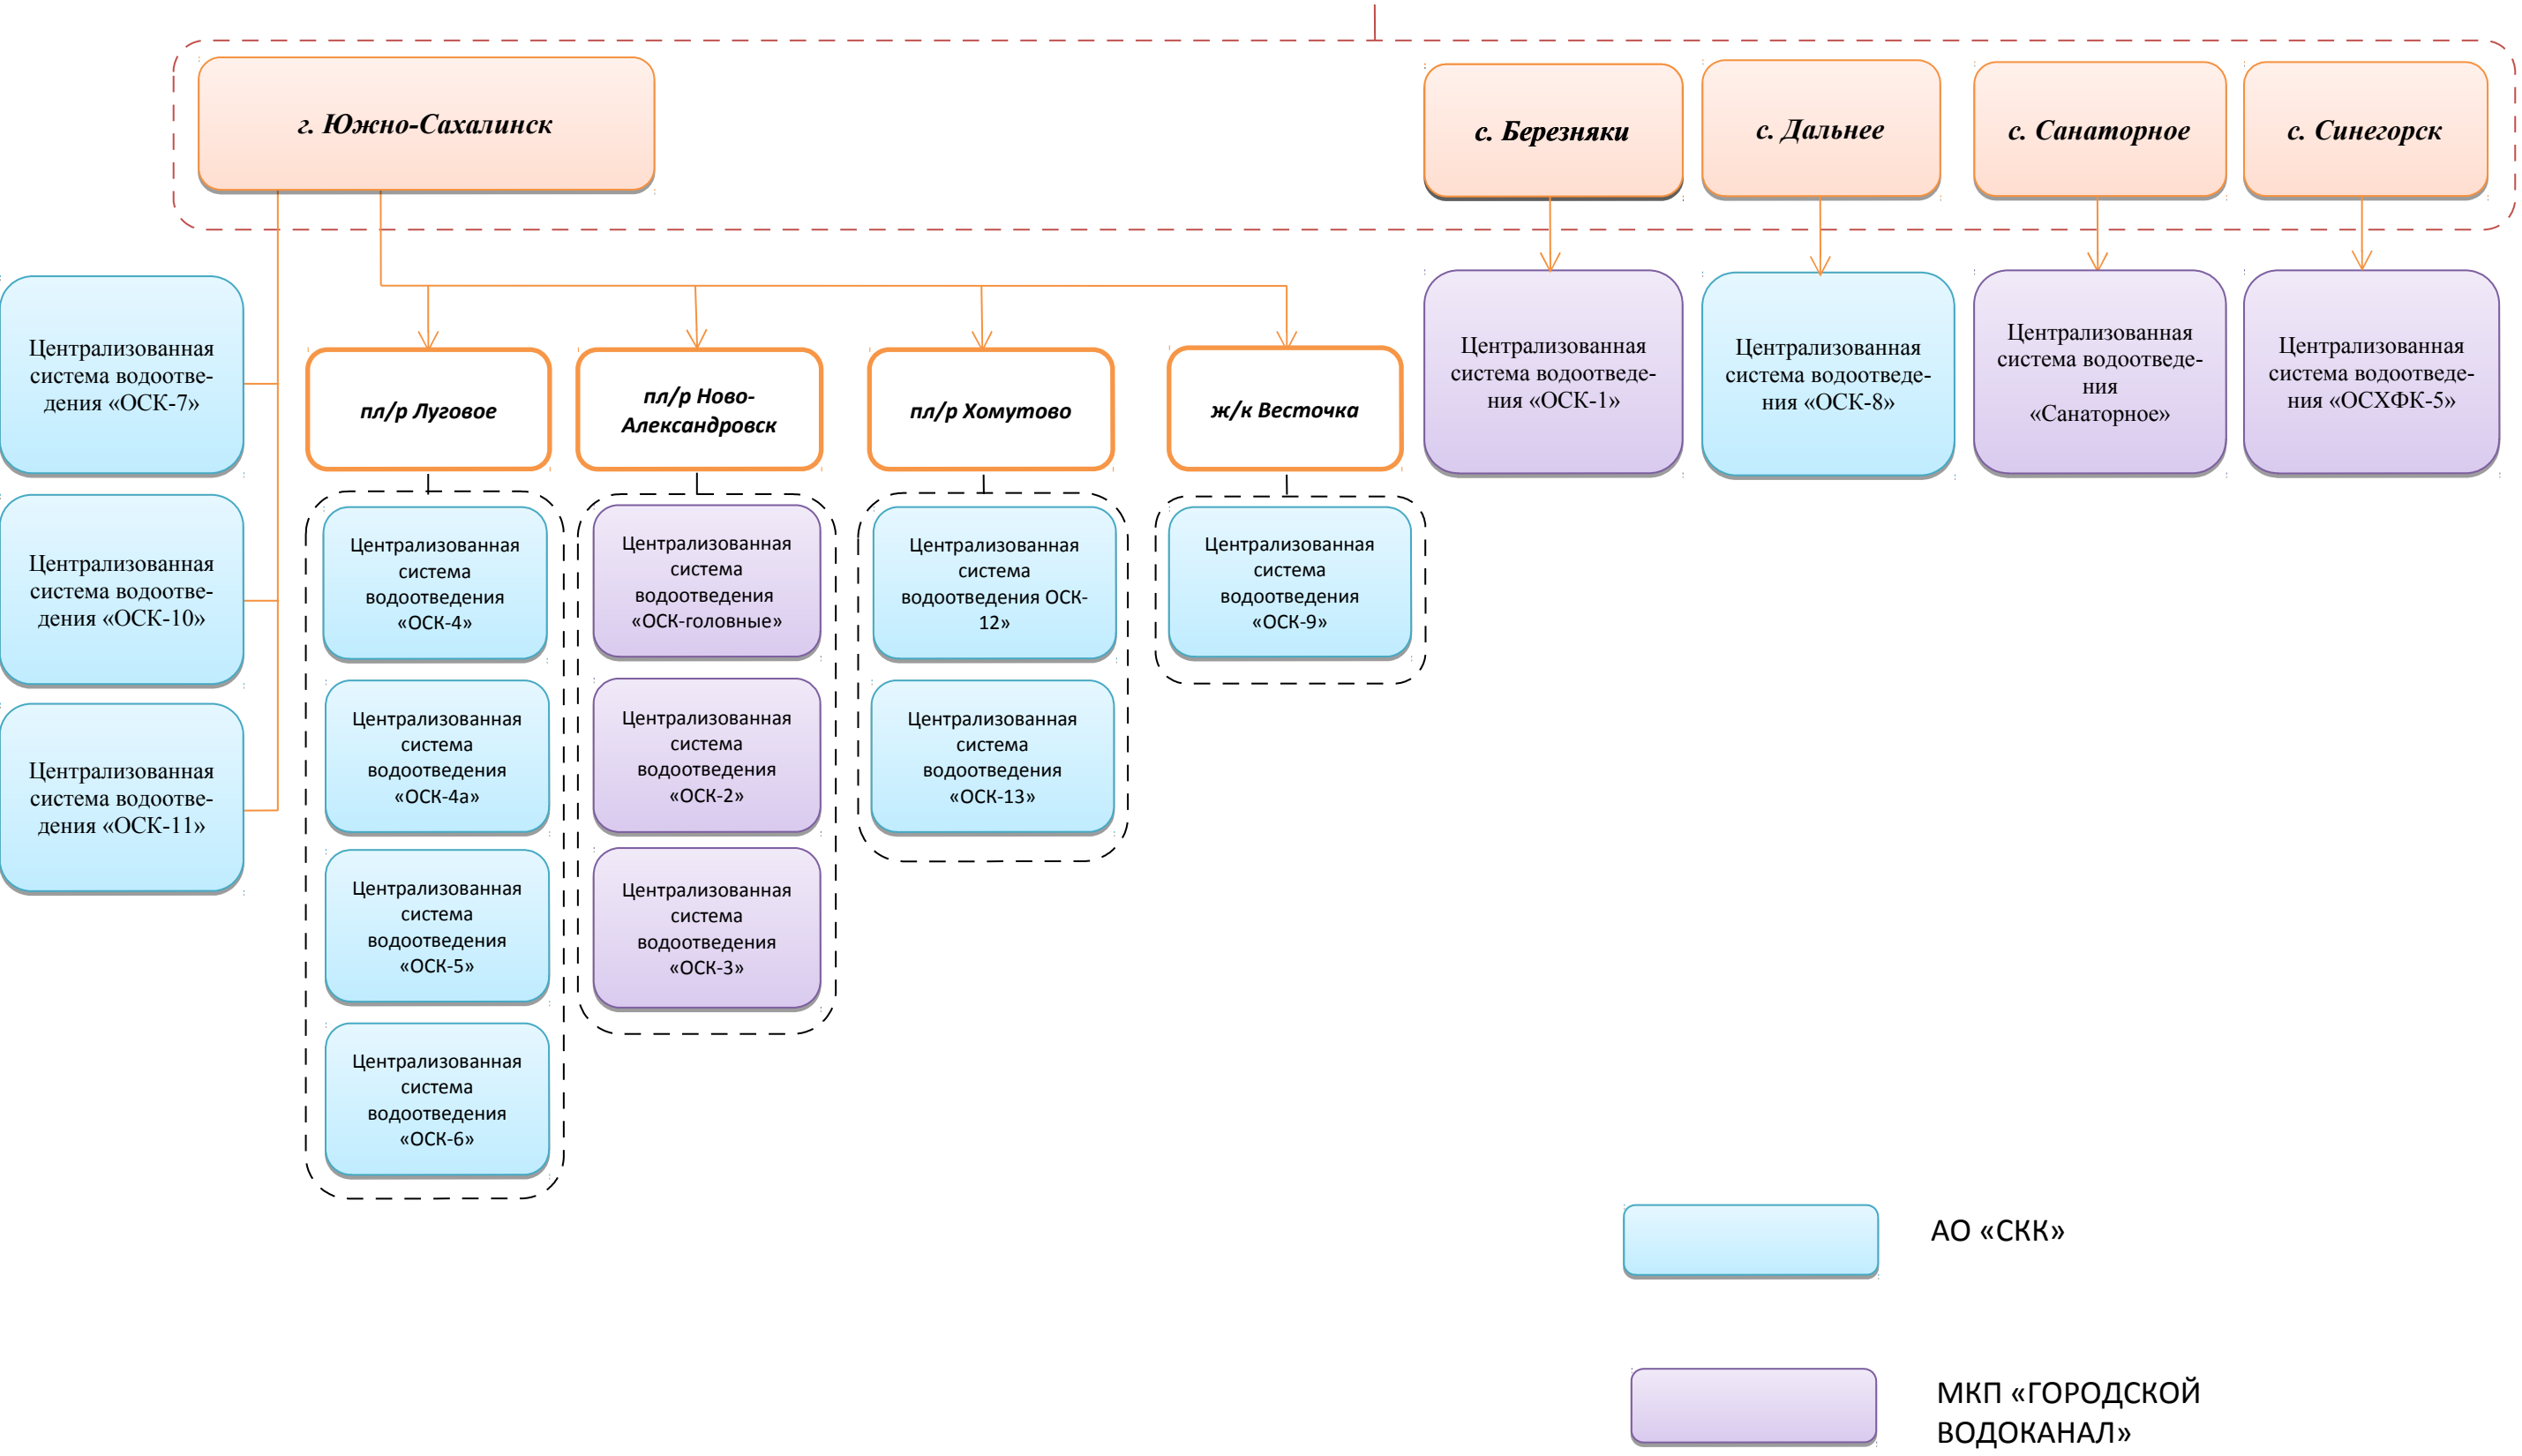 г. Южно-Сахалинск
с. Березняки
с. Дальнее
с. Санаторное
с. Синегорск
Централизованная
система водоотве-
дения «ОСК-7»
Централизованная
система водоотве-
дения «ОСК-10»
Централизованная
система водоотве-
дения «ОСК-11»
пл/р Луговое
пл/р Ново-
Александровск
пл/р Хомутово
ж/к Весточка
Централизованная
система водоотведе-
ния «ОСК-1»
Централизованная
система водоотведе-
ния «ОСК-8»
Централизованная
система водоотведе-
ния
«Санаторное»
Централизованная
система водоотведе-
ния «ОСХФК-5»
Централизованная
система
водоотведения
«ОСК-4»
Централизованная
система
водоотведения
«ОСК-4а»
Централизованная
система
водоотведения
«ОСК-5»
Централизованная
система
водоотведения
«ОСК-6»
Централизованная
система
водоотведения
«ОСК-головные»
Централизованная
система
водоотведения
«ОСК-2»
Централизованная
система
водоотведения
«ОСК-3»
Централизованная
система
водоотведения ОСК-
12»
Централизованная
система
водоотведения
«ОСК-13»
Централизованная
система
водоотведения
«ОСК-9»
АО «СКК»
МКП «ГОРОДСКОЙ
ВОДОКАНАЛ»